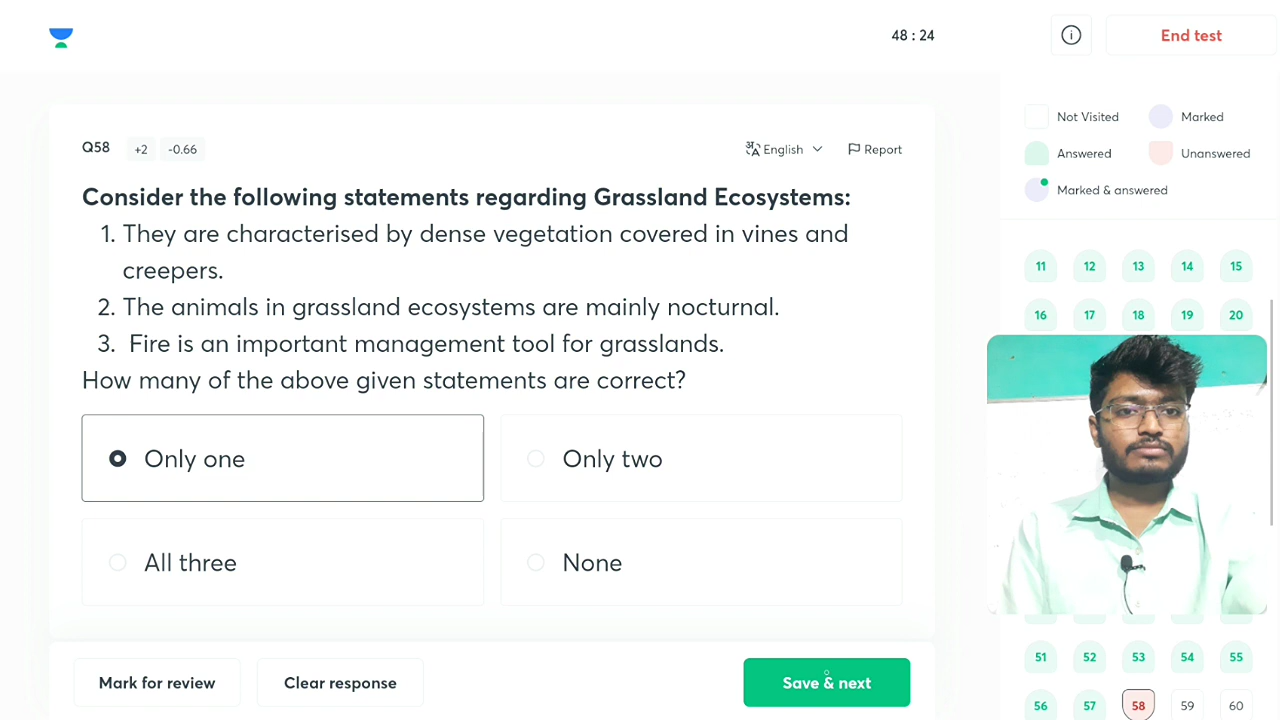 48 : 24
End test
Q58
+2
-0.66
English
Report
Consider the following statements regarding Grassland Ecosystems:
1. They are characterised by dense vegetation covered in vines and
creepers.
2. The animals in grassland ecosystems are mainly nocturnal.
3. Fire is an important management tool for grasslands.
How many of the above given statements are correct?
Only one
Only two
All three
None
Mark for review
Clear response
Save & next
Not Visited
Marked
Answered
Unanswered
Marked & answered
11 12 13 14 15
16 17 18 19 20
51 52 53 54 55
56 57 58 59 60